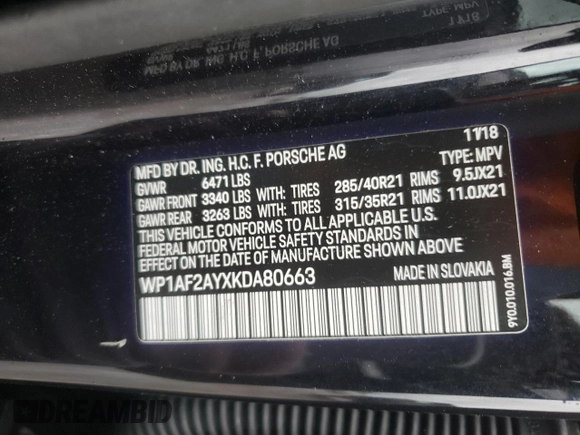 MFD BY DR. ING. H.C. F. PORSCHE AG 11/18
GVWR 6471 LBS TYPE: MPV
GAWR FRONT 3340 LBS WITH TIRES 285/40R21 RIMS 9.5JX21
GAWR REAR 3263 LBS WITH TIRES 315/35R21 RIMS 11.0JX21
THIS VEHICLE CONFORMS TO ALL APPLICABLE U.S.
FEDERAL MOTOR VEHICLE SAFETY STANDARDS IN
EFFECT ON THE DATE OF MANUFACTURE SHOWN ABOVE
WP1AF2AYXKDA80663 MADE IN SLOVAKIA
9Y0.010.016.BM
DREAMBID